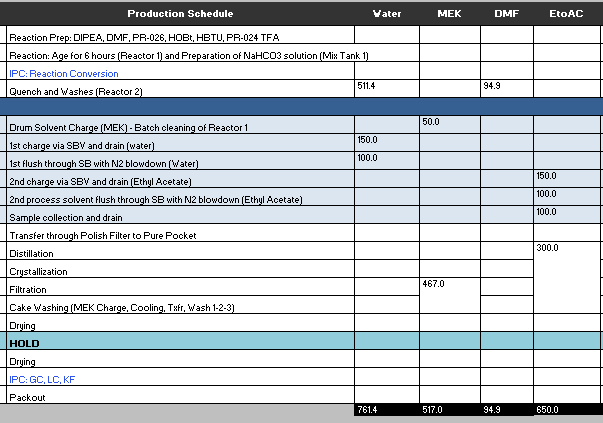 Production Schedule Water MEK DMF EtoAC
Reaction Prep: DIPEA, DMF, PR-026, HOBt, HBTU, PR-024 TFA
Reaction: Age for 6 hours (Reactor 1) and Preparation of NaHCO3 solution (Mix Tank 1)
IPC: Reaction Conversion
Quench and Washes (Reactor 2) 511.4 94.9
Drum Solvent Charge (MEK) - Batch cleaning of Reactor 1 50.0
1st charge via SBV and drain (water) 150.0
1st flush through SB with N2 blowdown (Water) 100.0
2nd charge via SBV and drain (Ethyl Acetate) 150.0
2nd process solvent flush through SB with N2 blowdown (Ethyl Acetate) 100.0
Sample collection and drain 100.0
Transfer through Polish Filter to Pure Pocket
Distillation 300.0
Crystallization
Filtration 467.0
Cake Washing (MEK Charge, Cooling, Txfr, Wash 1-2-3)
Drying
HOLD
Drying
IPC: GC, LC, KF
Packout
761.4 517.0 94.9 650.0